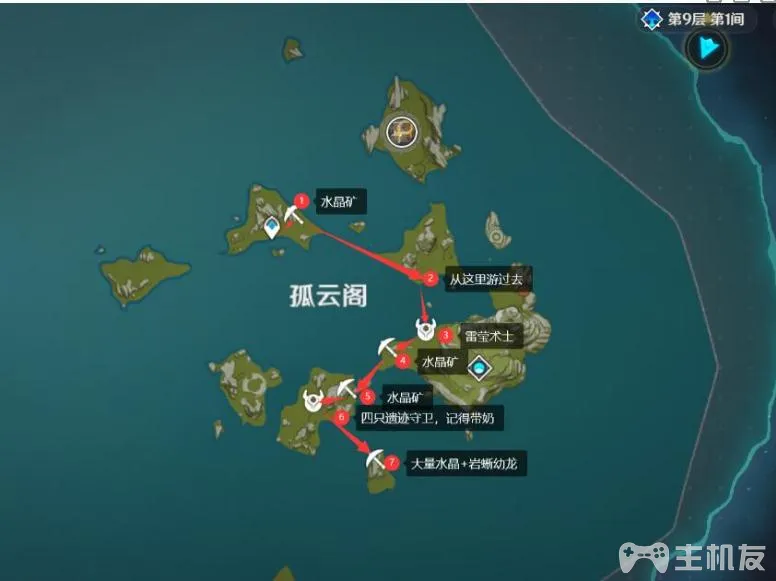 第9层 第1间
1 水晶矿
2 从这里游过去
孤云阁
3 雷莹术士
4 水晶矿
5 水晶矿
6 四只遗迹守卫，记得带奶
7 大量水晶+岩蜥幼龙
主机友